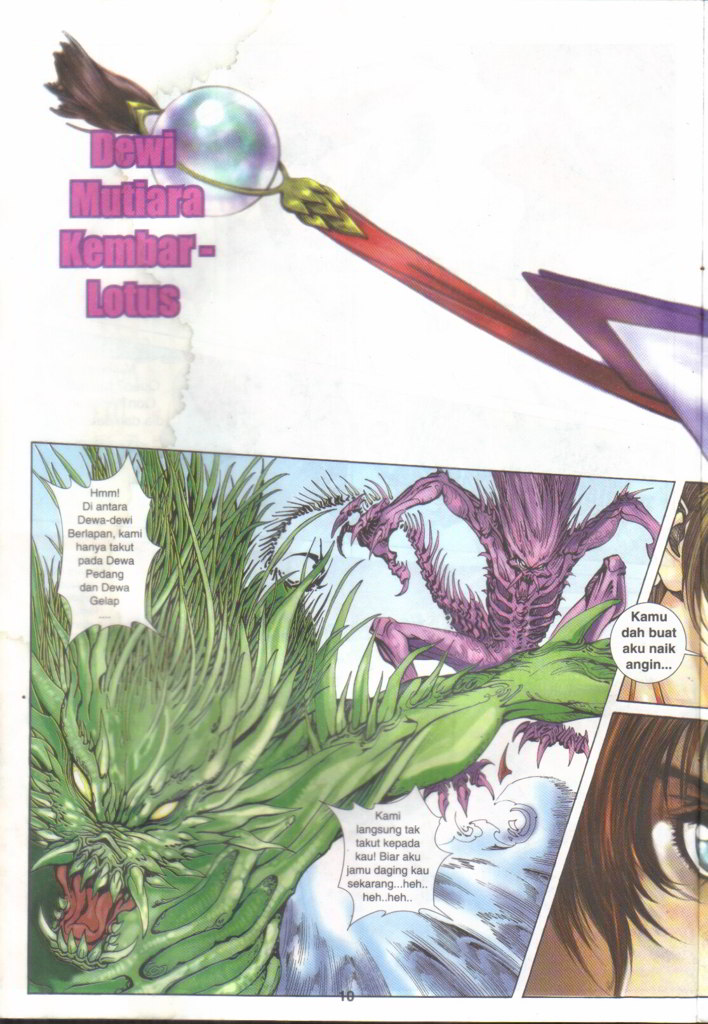 Dewi
Mutiara
Kembar -
Lotus
Hmm!
Di antara
Dewa-dewi
Berlapan, kami
hanya takut
pada Dewa
Pedang
dan Dewa
Gelap
....
Kamu
dah buat
aku naik
angin...
Kami
langsung tak
takut kepada
kau! Biar aku
jamu daging kau
sekarang...heh..
heh..heh..
10